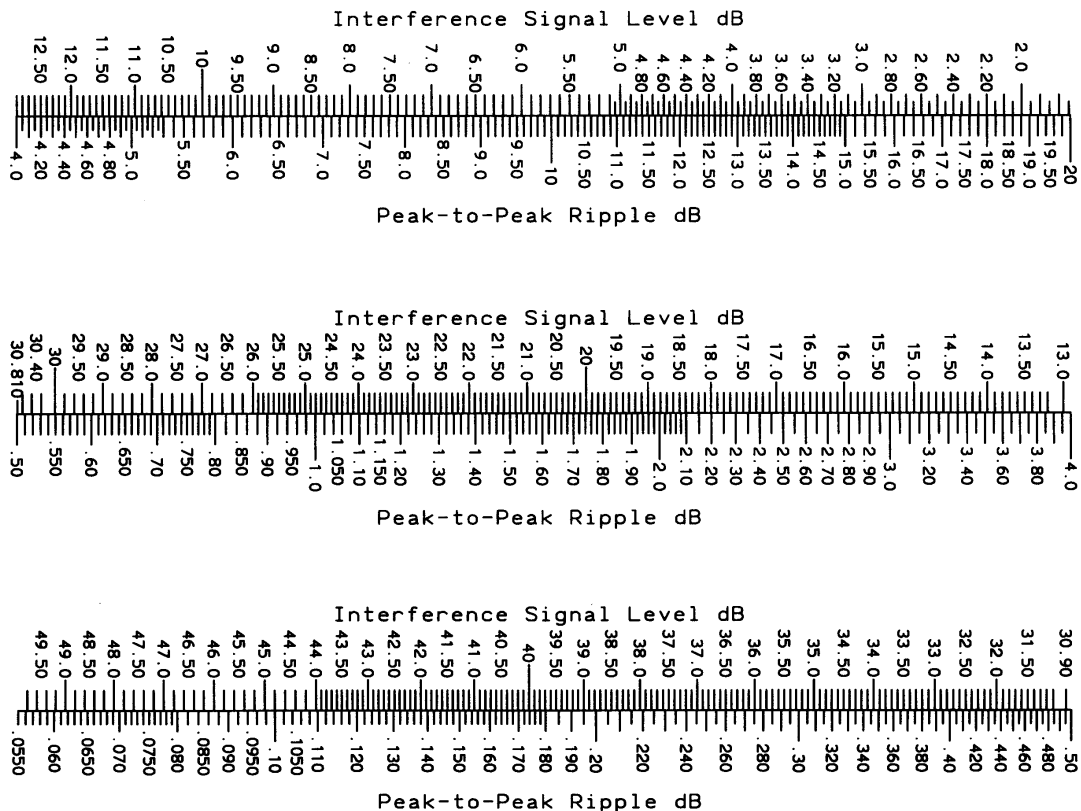 Interference Signal Level dB
12.50 12.0 11.50 11.0 10.50 10 9.50 9.0 8.50 8.0 7.50 7.0 6.50 6.0 5.50 5.0 4.80 4.60 4.40 4.20 4.0 3.80 3.60 3.40 3.20 3.0 2.80 2.60 2.40 2.20 2.0
4.0 4.20 4.40 4.60 4.80 5.0 5.50 6.0 6.50 7.0 7.50 8.0 8.50 9.0 9.50 10 10.50 11.0 11.50 12.0 12.50 13.0 13.50 14.0 14.50 15.0 15.50 16.0 16.50 17.0 17.50 18.0 18.50 19.0 19.50 20
Peak-to-Peak Ripple dB
Interference Signal Level dB
30.810 30.40 30 29.50 29.0 28.50 28.0 27.50 27.0 26.50 26.0 25.50 25.0 24.50 24.0 23.50 23.0 22.50 22.0 21.50 21.0 20.50 20 19.50 19.0 18.50 18.0 17.50 17.0 16.50 16.0 15.50 15.0 14.50 14.0 13.50 13.0
.50 .550 .60 .650 .70 .750 .80 .850 .90 .950 1.0 1.050 1.10 1.150 1.20 1.30 1.40 1.50 1.60 1.70 1.80 1.90 2.0 2.10 2.20 2.30 2.40 2.50 2.60 2.70 2.80 2.90 3.0 3.20 3.40 3.60 3.80 4.0
Peak-to-Peak Ripple dB
Interference Signal Level dB
49.50 49.0 48.50 48.0 47.50 47.0 46.50 46.0 45.50 45.0 44.50 44.0 43.50 43.0 42.50 42.0 41.50 41.0 40.50 40 39.50 39.0 38.50 38.0 37.50 37.0 36.50 36.0 35.50 35.0 34.50 34.0 33.50 33.0 32.50 32.0 31.50 30.90
.0550 .060 .0650 .070 .0750 .080 .0850 .090 .0950 .10 .1050 .110 .120 .130 .140 .150 .160 .170 .180 .190 .20 .220 .240 .260 .280 .30 .320 .340 .360 .380 .40 .420 .440 .460 .480 .50
Peak-to-Peak Ripple dB